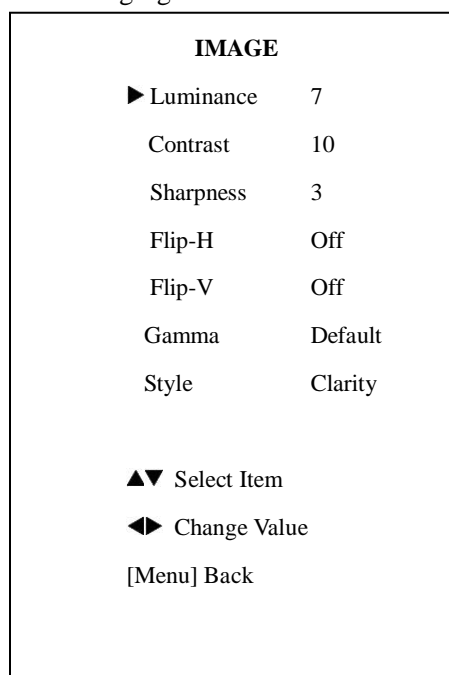 IMAGE
▶ Luminance 7
Contrast 10
Sharpness 3
Flip-H Off
Flip-V Off
Gamma Default
Style Clarity
▲▼ Select Item
◀▶ Change Value
[Menu] Back